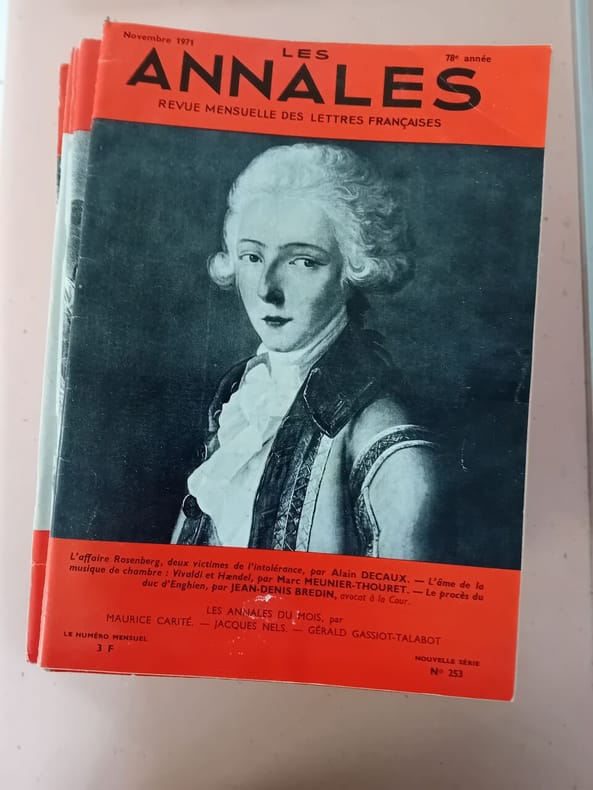 Novembre 1971
LES
78e année
ANNALES
REVUE MENSUELLE DES LETTRES FRANÇAISES
L'affaire Rosenberg, deux victimes de l'intolérance, par Alain DECAUX. — L'âme de la
musique de chambre : Vivaldi et Hændel, par Marc MEUNIER-THOURET. — Le procès du
duc d'Enghien, par JEAN-DENIS BREDIN, avocat à la Cour.
LES ANNALES DU MOIS, par
MAURICE CARITÉ. — JACQUES NELS. — GÉRALD GASSIOT-TALABOT
LE NUMÉRO MENSUEL
3 F
NOUVELLE SÉRIE
N° 253